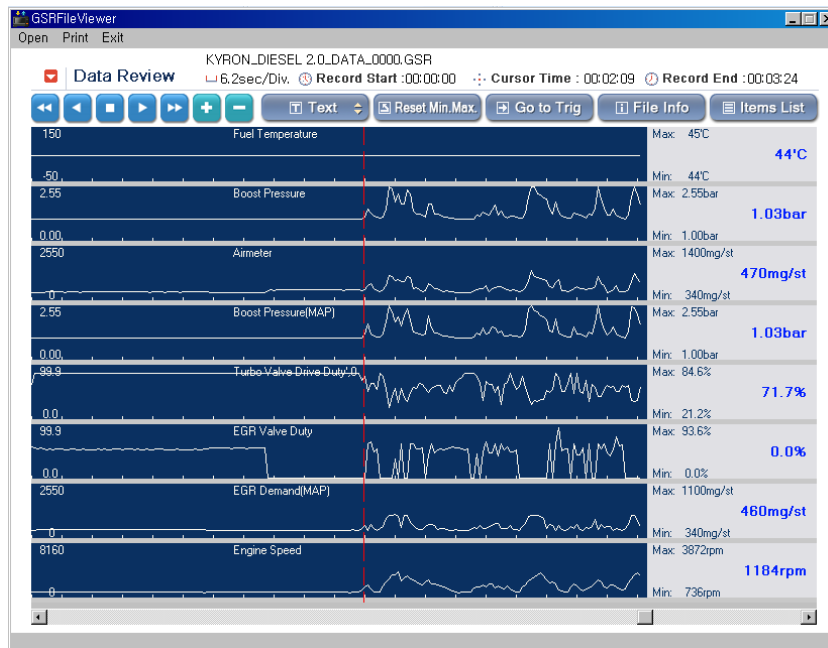 GSRFileViewer
Open Print Exit
KYRON_DIESEL 2.0_DATA_0000.GSR
Data Review 6.2sec/Div. Record Start :00:00:00 Cursor Time : 00:02:09 Record End :00:03:24
T Text Reset Min.Max. Go to Trig File Info Items List
150 Fuel Temperature Max: 45'C
44'C
-50 Min: 44'C
2.55 Boost Pressure Max: 2.55bar
1.03bar
0.00 Min: 1.00bar
2550 Airmeter Max: 1400mg/st
470mg/st
0 Min: 340mg/st
2.55 Boost Pressure(MAP) Max: 2.55bar
1.03bar
0.00 Min: 1.00bar
99.9 Turbo Valve Drive Duty',0 Max: 84.6%
71.7%
0.0 Min: 21.2%
99.9 EGR Valve Duty Max: 93.6%
0.0%
0.0 Min: 0.0%
2550 EGR Demand(MAP) Max: 1100mg/st
460mg/st
0 Min: 340mg/st
8160 Engine Speed Max: 3872rpm
1184rpm
0 Min: 736rpm